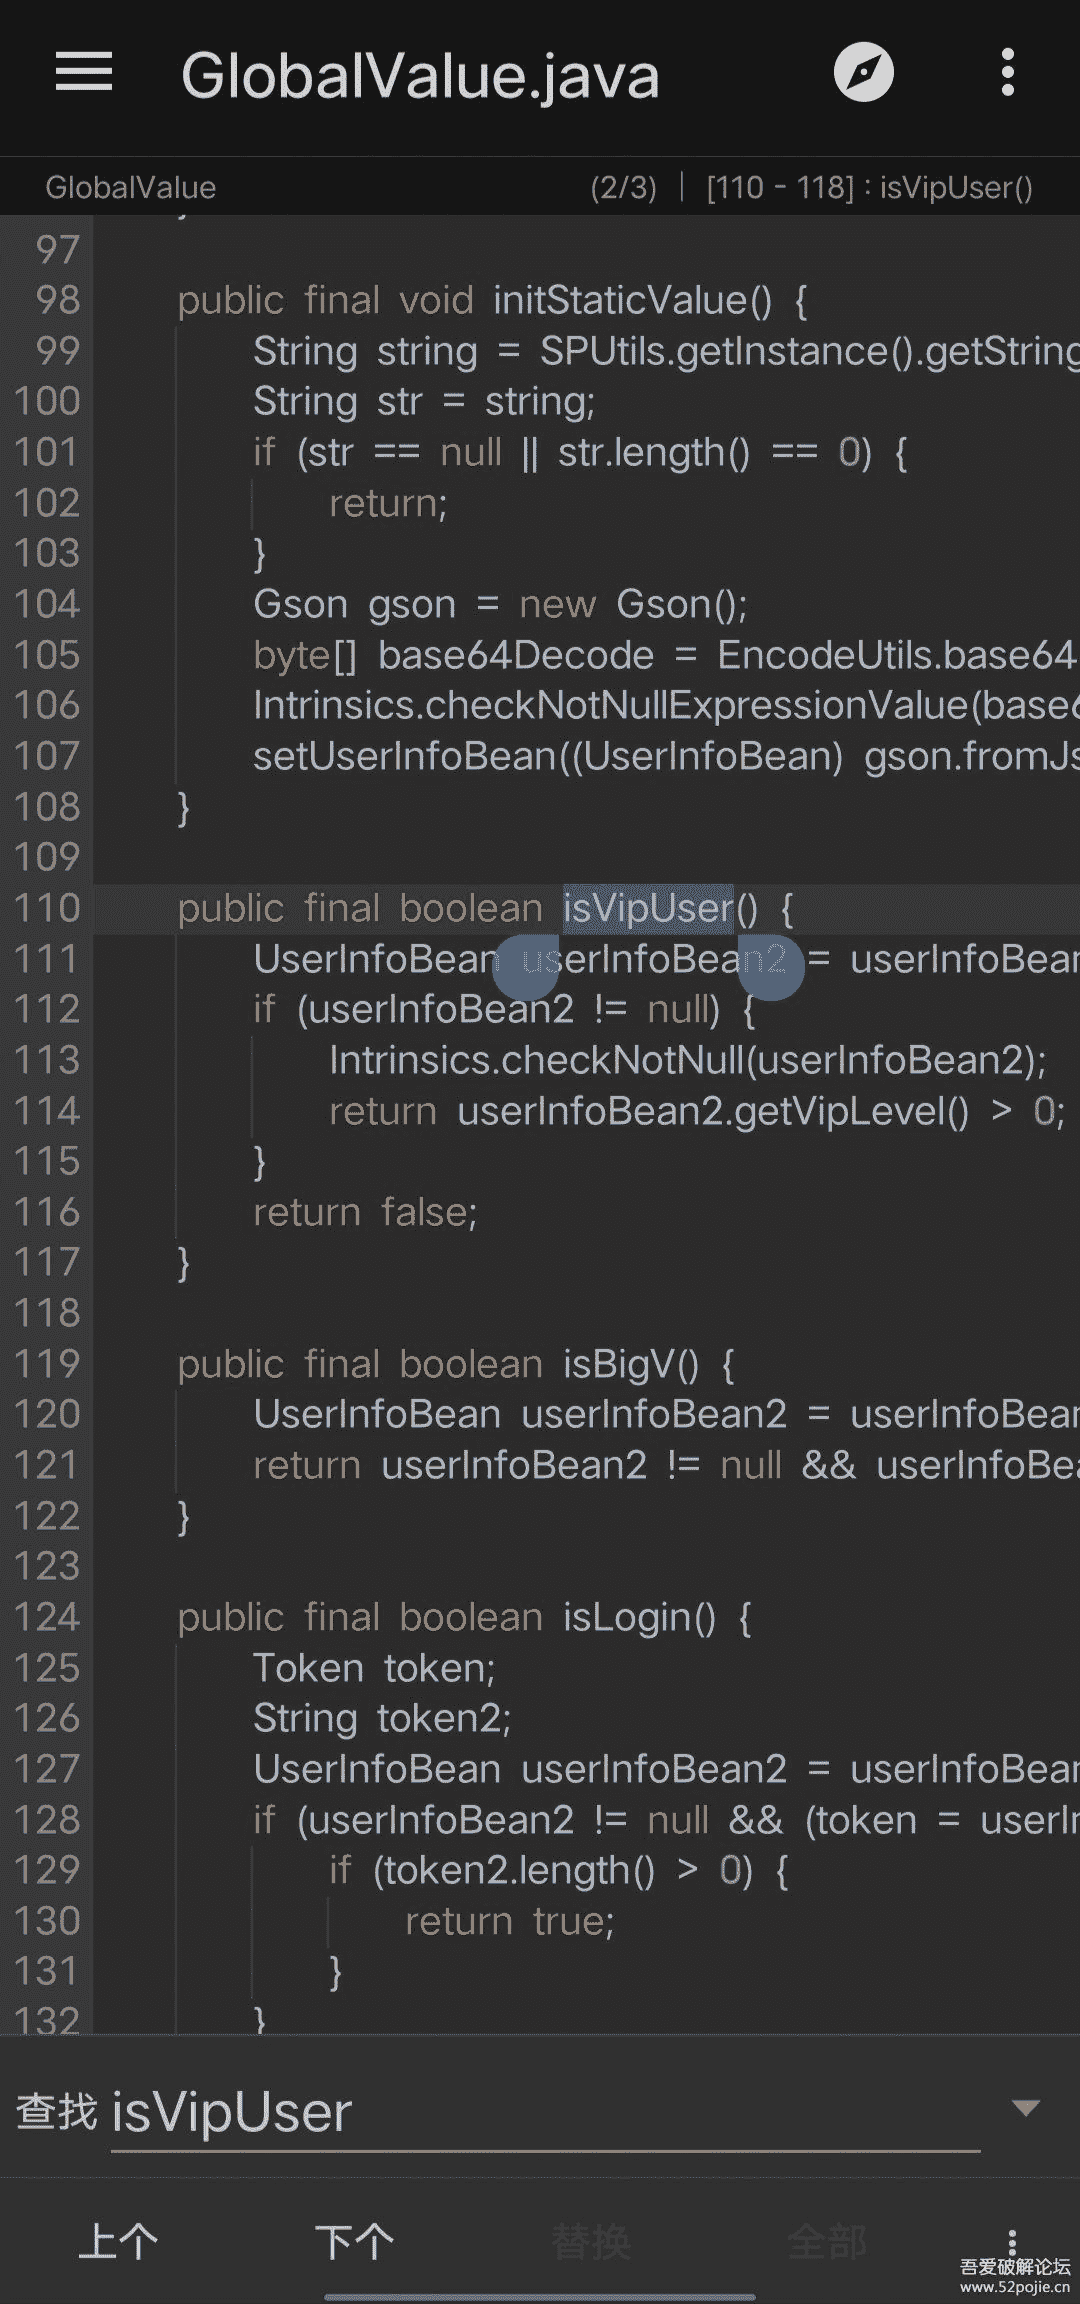 GlobalValue.java
GlobalValue (2/3) | [110 - 118] : isVipUser()
97
98 public final void initStaticValue() {
99 String string = SPUtils.getInstance().getString
100 String str = string;
101 if (str == null || str.length() == 0) {
102 return;
103 }
104 Gson gson = new Gson();
105 byte[] base64Decode = EncodeUtils.base64
106 Intrinsics.checkNotNullExpressionValue(base6
107 setUserInfoBean((UserInfoBean) gson.fromJs
108 }
109
110 public final boolean isVipUser() {
111 UserInfoBean userInfoBean2 = userInfoBean
112 if (userInfoBean2 != null) {
113 Intrinsics.checkNotNull(userInfoBean2);
114 return userInfoBean2.getVipLevel() > 0;
115 }
116 return false;
117 }
118
119 public final boolean isBigV() {
120 UserInfoBean userInfoBean2 = userInfoBean
121 return userInfoBean2 != null && userInfoBea
122 }
123
124 public final boolean isLogin() {
125 Token token;
126 String token2;
127 UserInfoBean userInfoBean2 = userInfoBean
128 if (userInfoBean2 != null && (token = userIn
129 if (token2.length() > 0) {
130 return true;
131 }
132 }
查找 isVipUser
上个 下个 替换 全部
吾爱破解论坛
www.52pojie.cn